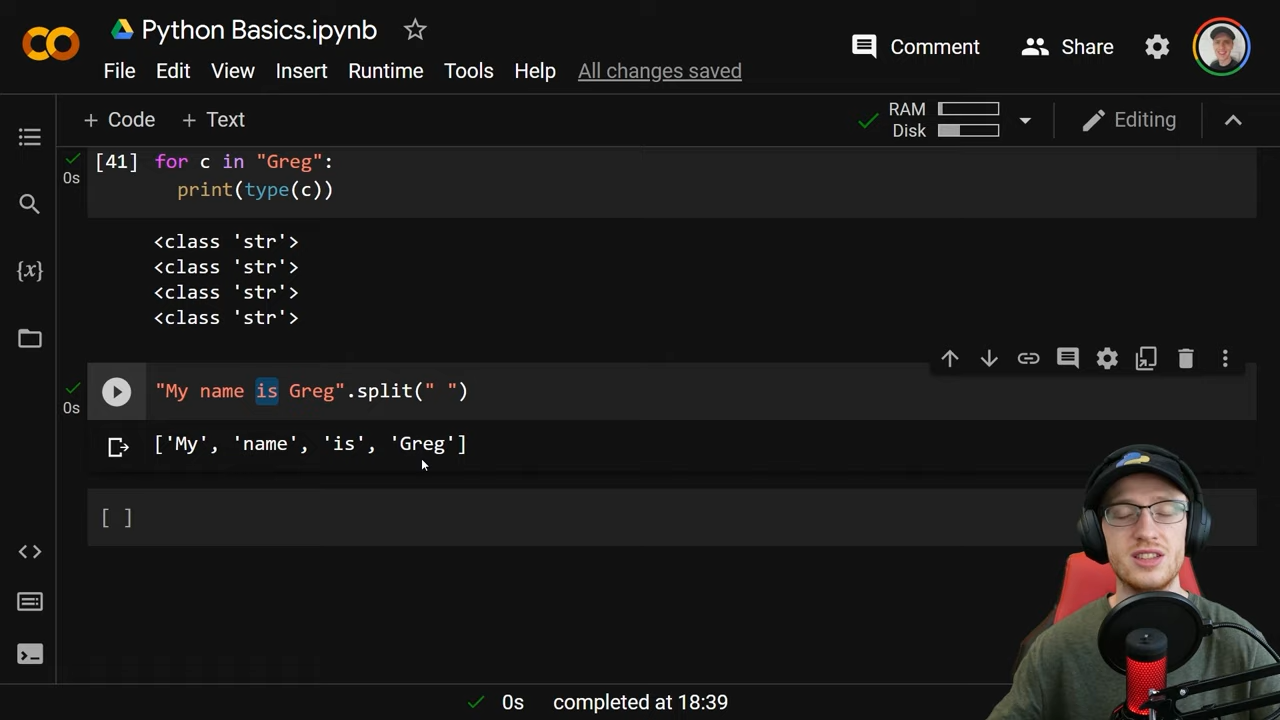 Python Basics.ipynb
File Edit View Insert Runtime Tools Help All changes saved
Comment Share
+ Code + Text
RAM
Disk
Editing
[41] for c in "Greg":
0s
print(type(c))
<class 'str'>
<class 'str'>
<class 'str'>
<class 'str'>
"My name is Greg".split(" ")
0s
['My', 'name', 'is', 'Greg']
[ ]
{x}
0s completed at 18:39